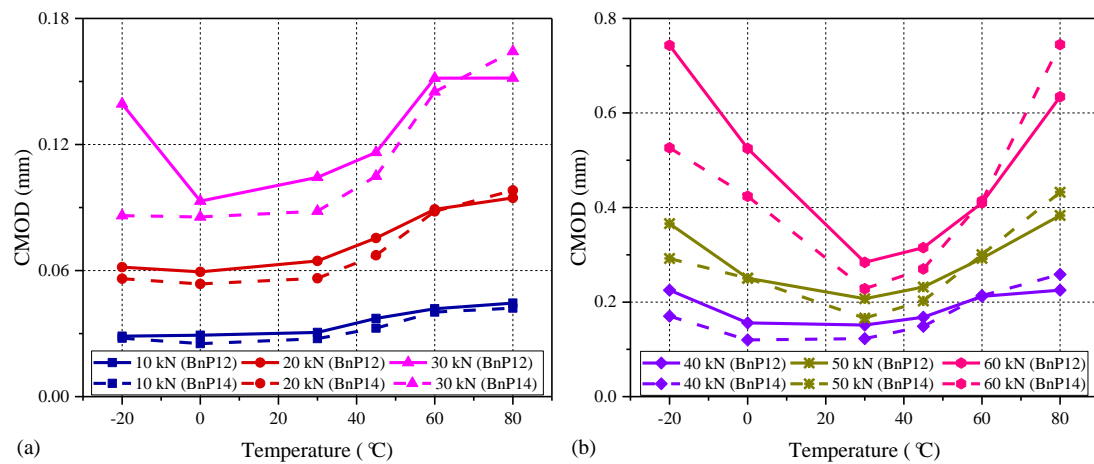 0.18
0.12
0.06
0.00
CMOD (mm)
10 kN (BnP12) 20 kN (BnP12) 30 kN (BnP12)
10 kN (BnP14) 20 kN (BnP14) 30 kN (BnP14)
-20 0 20 40 60 80
(a) Temperature (℃)
0.8
0.6
0.4
0.2
0.0
CMOD (mm)
40 kN (BnP12) 50 kN (BnP12) 60 kN (BnP12)
40 kN (BnP14) 50 kN (BnP14) 60 kN (BnP14)
-20 0 20 40 60 80
(b) Temperature (℃)